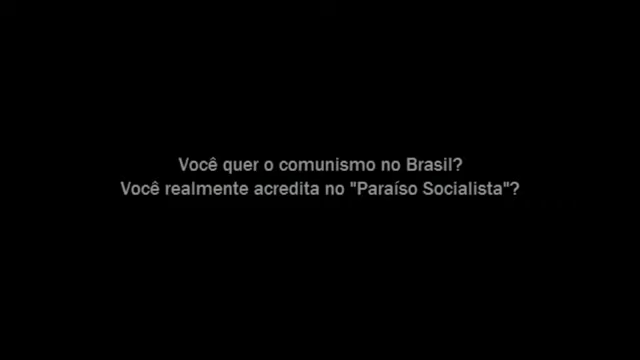 Você quer o comunismo no Brasil?
Você realmente acredita no "Paraíso Socialista"?